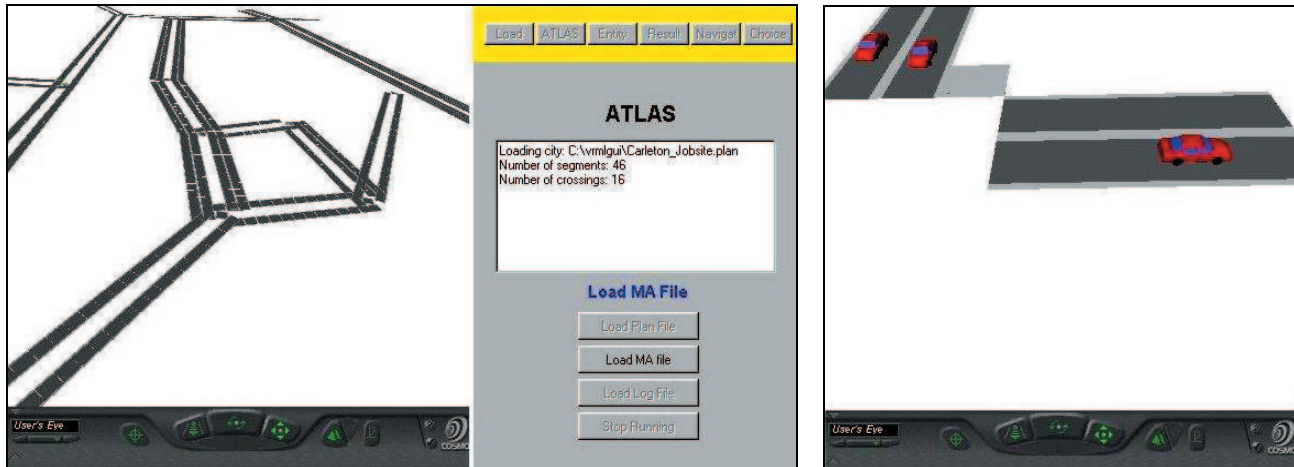 Load ATLAS Entity Result Navigat Choice
ATLAS
Loading city: C:\vrmlgui\Carleton_Jobsite.plan
Number of segments: 46
Number of crossings: 16
Load MA File
Load Plan File
Load MA file
Load Log File
Stop Running
User's Eye
COSMO
User's Eye
COSMO